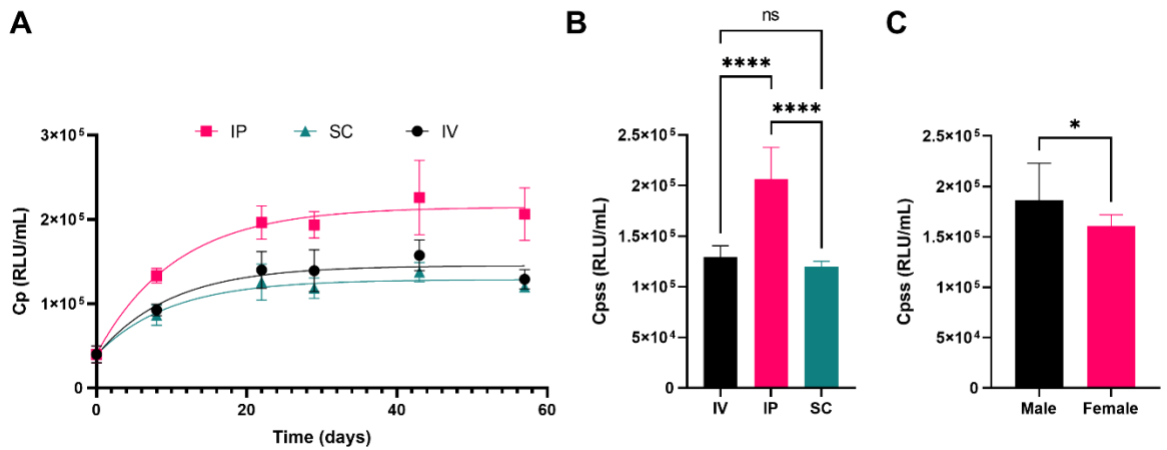 A
IP SC IV
3×10⁵
2×10⁵
1×10⁵
0
0 20 40 60
Cp (RLU/mL)
Time (days)
B
ns
****
****
2.5×10⁵
2×10⁵
1.5×10⁵
1×10⁵
5×10⁴
0
Cpss (RLU/mL)
IV IP SC
C
*
2.5×10⁵
2×10⁵
1.5×10⁵
1×10⁵
5×10⁴
0
Cpss (RLU/mL)
Male Female